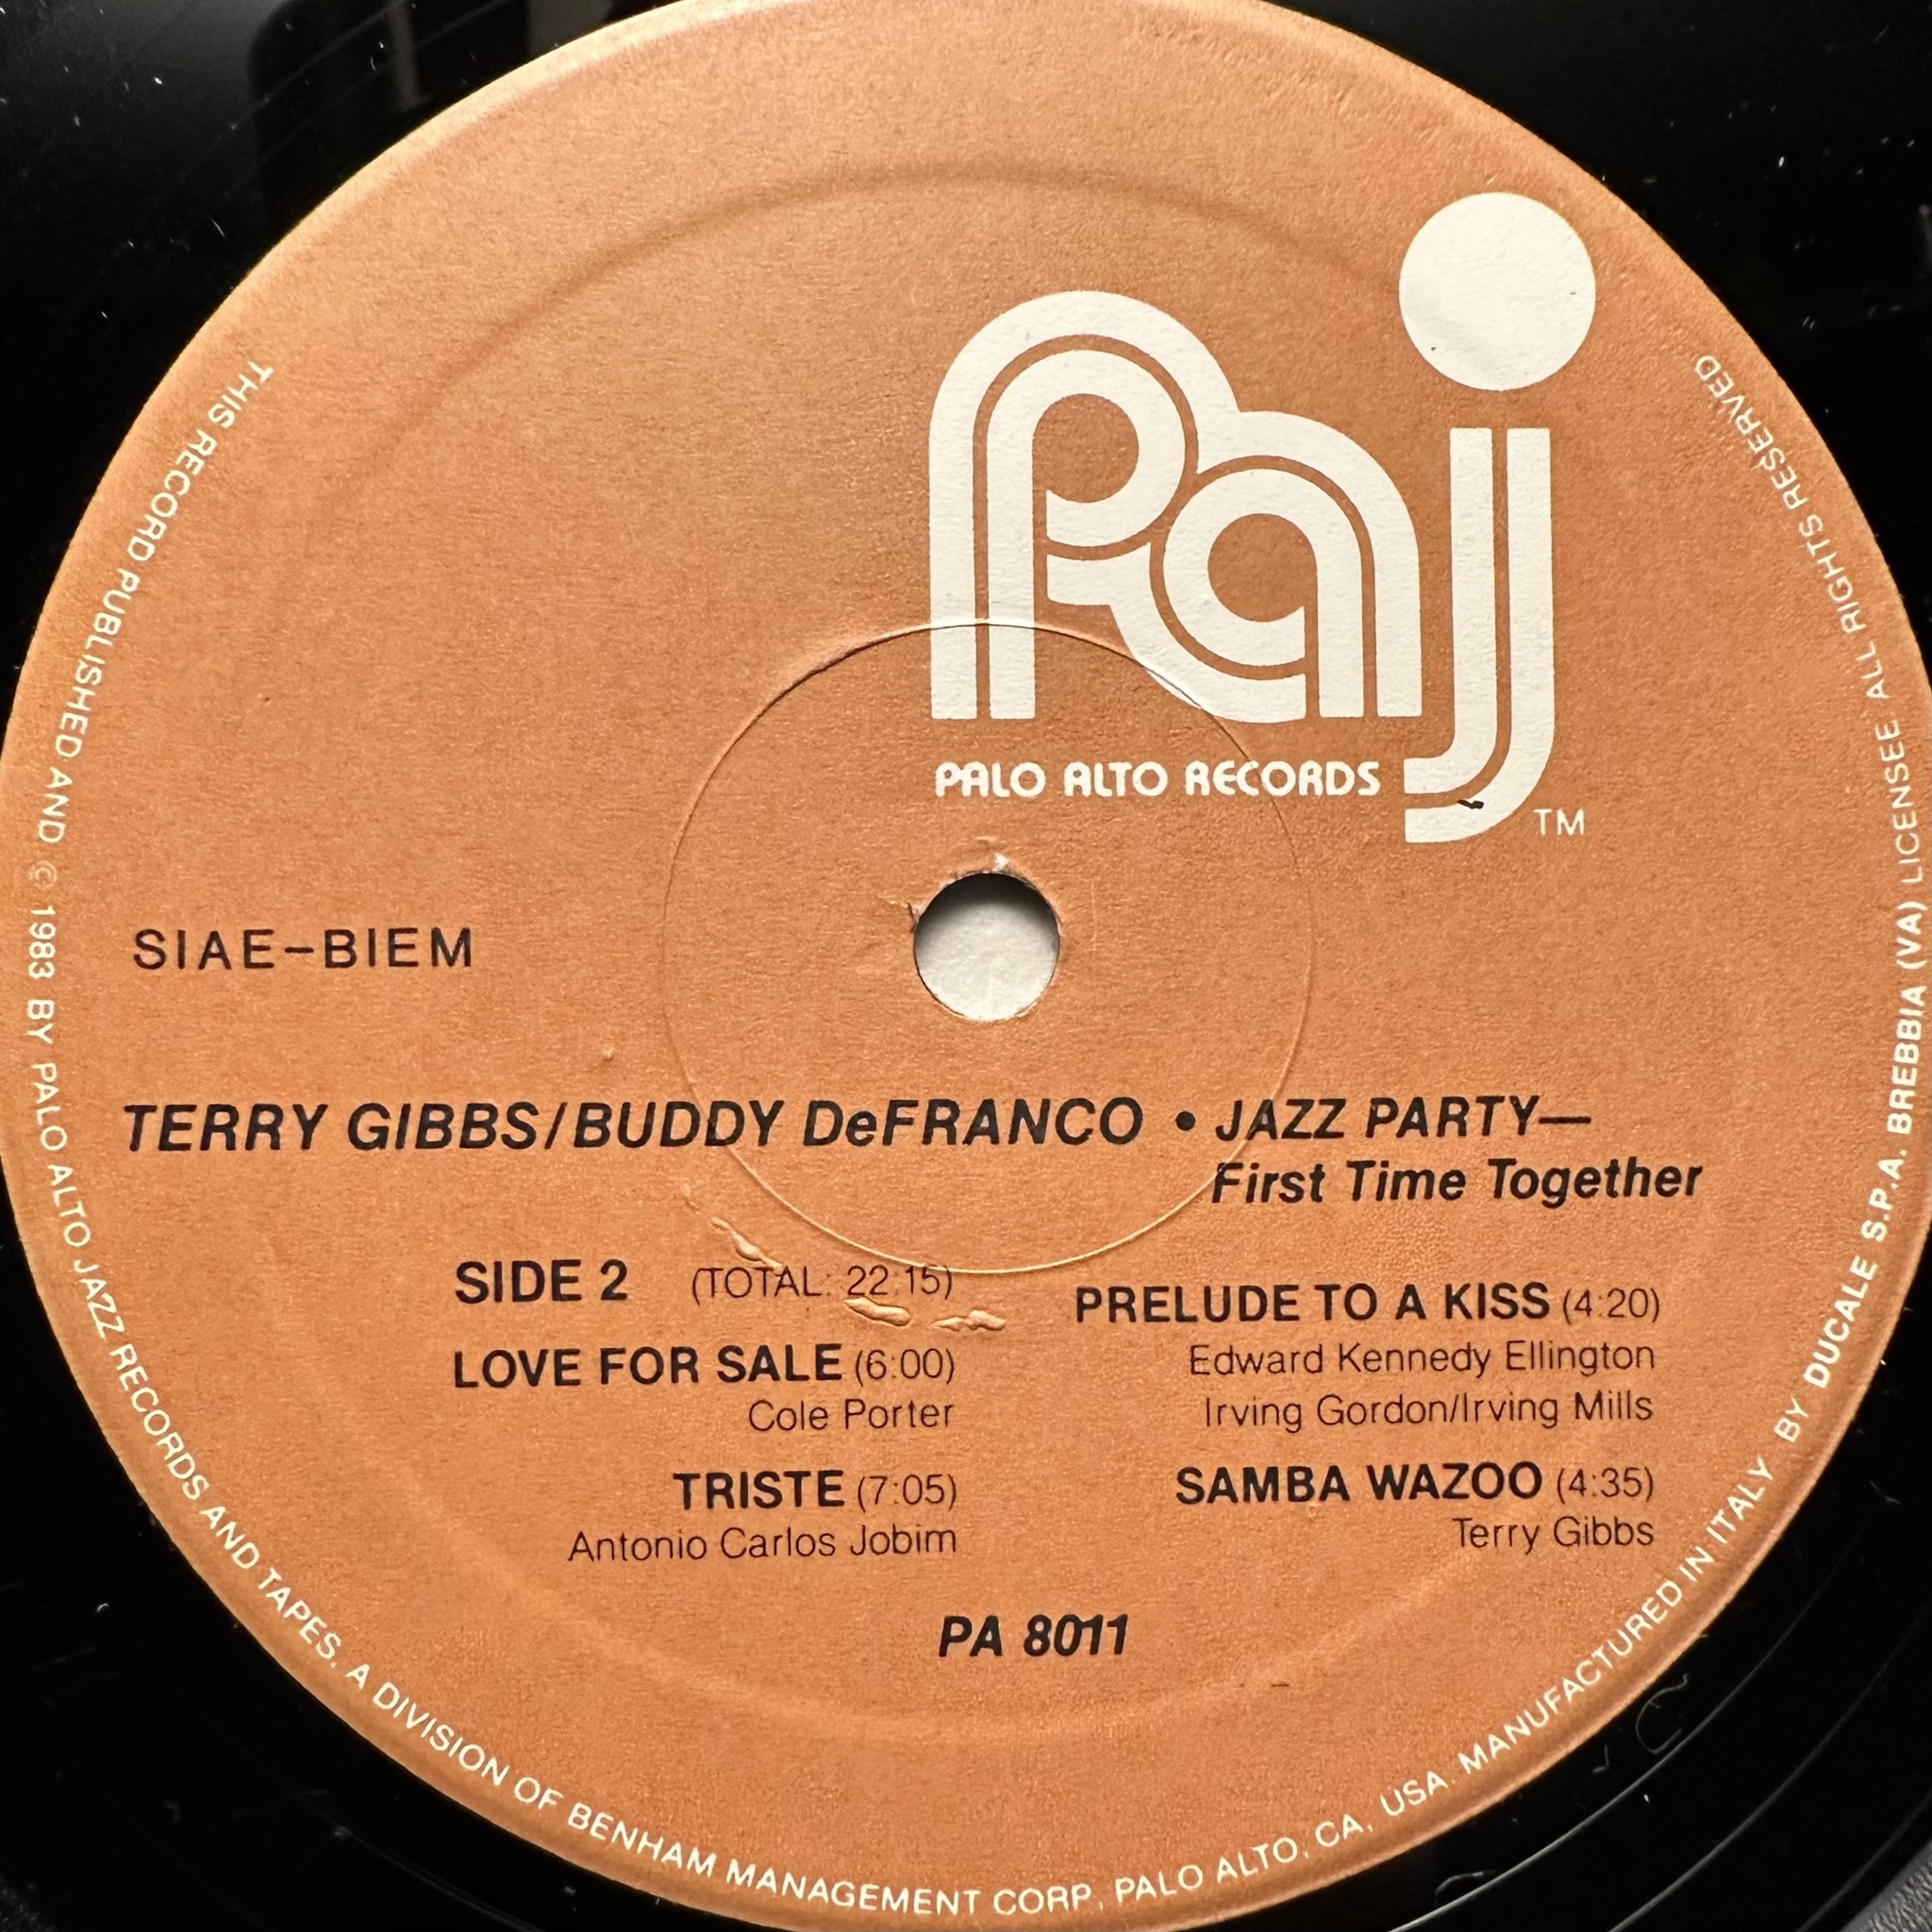 Paj
PALO ALTO RECORDS
TM
SIAE-BIEM
TERRY GIBBS/BUDDY DeFRANCO • JAZZ PARTY—
First Time Together
SIDE 2 (TOTAL: 22:15)
LOVE FOR SALE (6:00)
Cole Porter
TRISTE (7:05)
Antonio Carlos Jobim
PRELUDE TO A KISS (4:20)
Edward Kennedy Ellington
Irving Gordon/Irving Mills
SAMBA WAZOO (4:35)
Terry Gibbs
PA 8011
THIS RECORD PUBLISHED AND © 1983 BY PALO ALTO JAZZ RECORDS AND TAPES. A DIVISION OF BENHAM MANAGEMENT CORP, PALO ALTO, CA, USA. MANUFACTURED IN ITALY BY DUCALE S.P.A. BREBBIA (VA) LICENSEE ALL RIGHTS RESERVED